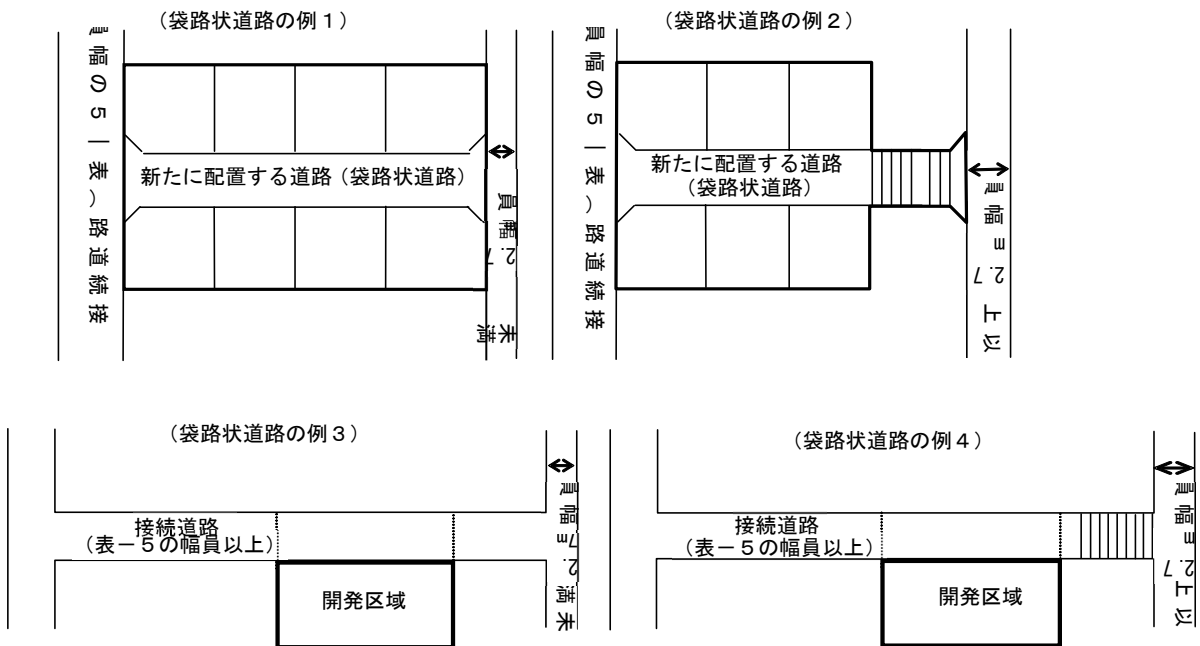 （袋路状道路の例１）
接続道路（表－５の幅員
新たに配置する道路（袋路状道路）
幅員
2.7
未満
（袋路状道路の例２）
接続道路（表－５の幅員
新たに配置する道路
（袋路状道路）
幅員2.7m以上
（袋路状道路の例３）
接続道路
（表－５の幅員以上）
開発区域
幅員2.7m未満
（袋路状道路の例４）
接続道路
（表－５の幅員以上）
開発区域
幅員2.7m以上